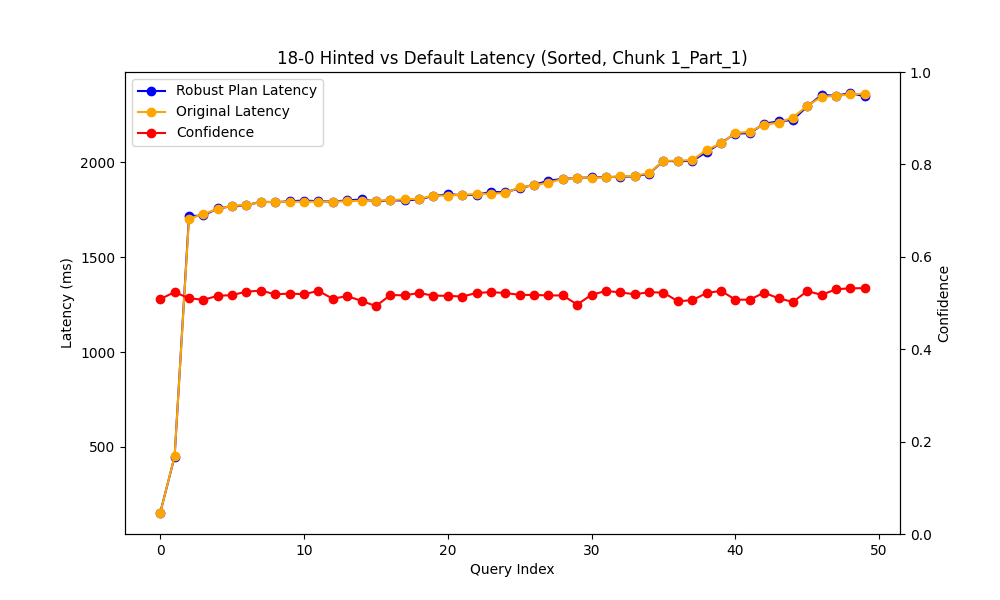 18-0 Hinted vs Default Latency (Sorted, Chunk 1_Part_1)
Robust Plan Latency
Original Latency
Confidence
Latency (ms)
2000
1500
1000
500
1.0
0.8
0.6
0.4
0.2
0.0
Confidence
0 10 20 30 40 50
Query Index